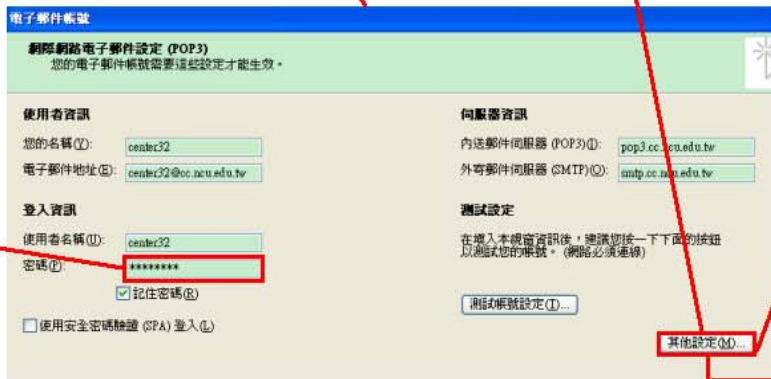 電子郵件帳號
網際網路電子郵件設定 (POP3)
您的電子郵件帳號需要這些設定才能生效。
使用者資訊
您的名稱(Y): center32
電子郵件地址(E): center32@cc.ncu.edu.tw
登入資訊
使用者名稱(U): center32
密碼(P): ********
記住密碼(R)
使用安全密碼驗證 (SPA) 登入(L)
伺服器資訊
內送郵件伺服器 (POP3)(I): pop3.cc.ncu.edu.tw
外寄郵件伺服器 (SMTP)(O): smtp.cc.ncu.edu.tw
測試設定
在填入本視窗資訊後，建議您按一下下面的按鈕
以測試您的帳號。(網路必須連線)
測試帳號設定(T)...
其他設定(M)...